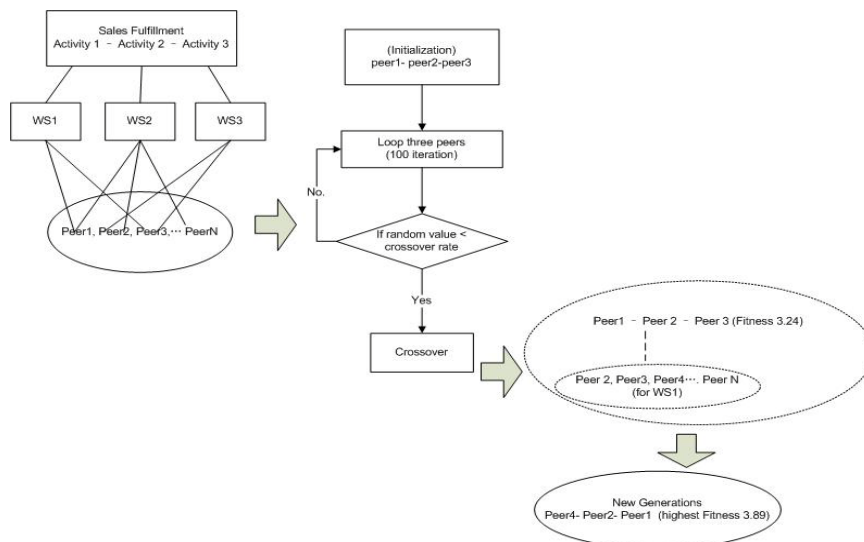 Sales Fulfillment
Activity 1 - Activity 2 - Activity 3
WS1
WS2
WS3
Peer1, Peer2, Peer3,… PeerN
(Initialization)
peer1- peer2-peer3
Loop three peers
(100 iteration)
No.
If random value <
crossover rate
Yes
Crossover
Peer1 - Peer 2 - Peer 3 (Fitness 3.24)
Peer 2, Peer3, Peer4…. Peer N
(for WS1)
New Generations
Peer4- Peer2- Peer1 (highest Fitness 3.89)